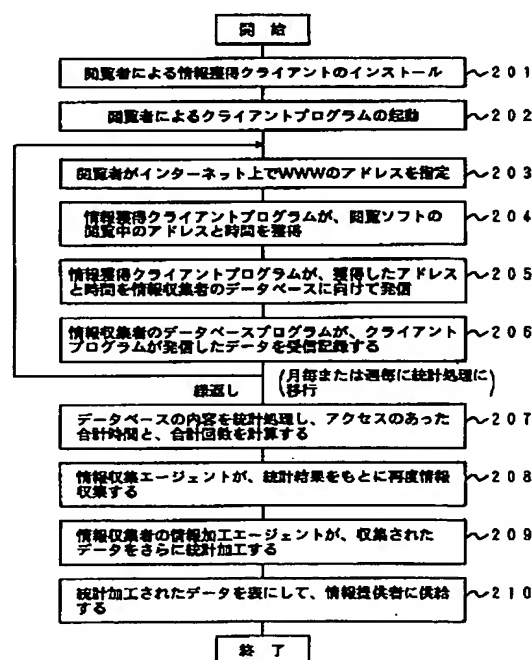 開始
閲覧者による情報獲得クライアントのインストール
〜201
閲覧者によるクライアントプログラムの起動
〜202
閲覧者がインターネット上でWWWのアドレスを指定
〜203
情報獲得クライアントプログラムが、閲覧ソフトの
閲覧中のアドレスと時間を獲得
〜204
情報獲得クライアントプログラムが、獲得したアドレス
と時間を情報収集者のデータベースに向けて発信
〜205
情報収集者のデータベースプログラムが、クライアント
プログラムが発信したデータを受信記録する
〜206
繰返し
(月毎または週毎に統計処理に
移行)
データベースの内容を統計処理し、アクセスのあった
合計時間と、合計回数を計算する
〜207
情報収集エージェントが、統計結果をもとに再度情報
収集する
〜208
情報収集者の情報加工エージェントが、収集された
データをさらに統計加工する
〜209
統計加工されたデータを表にして、情報提供者に供給
する
〜210
終了